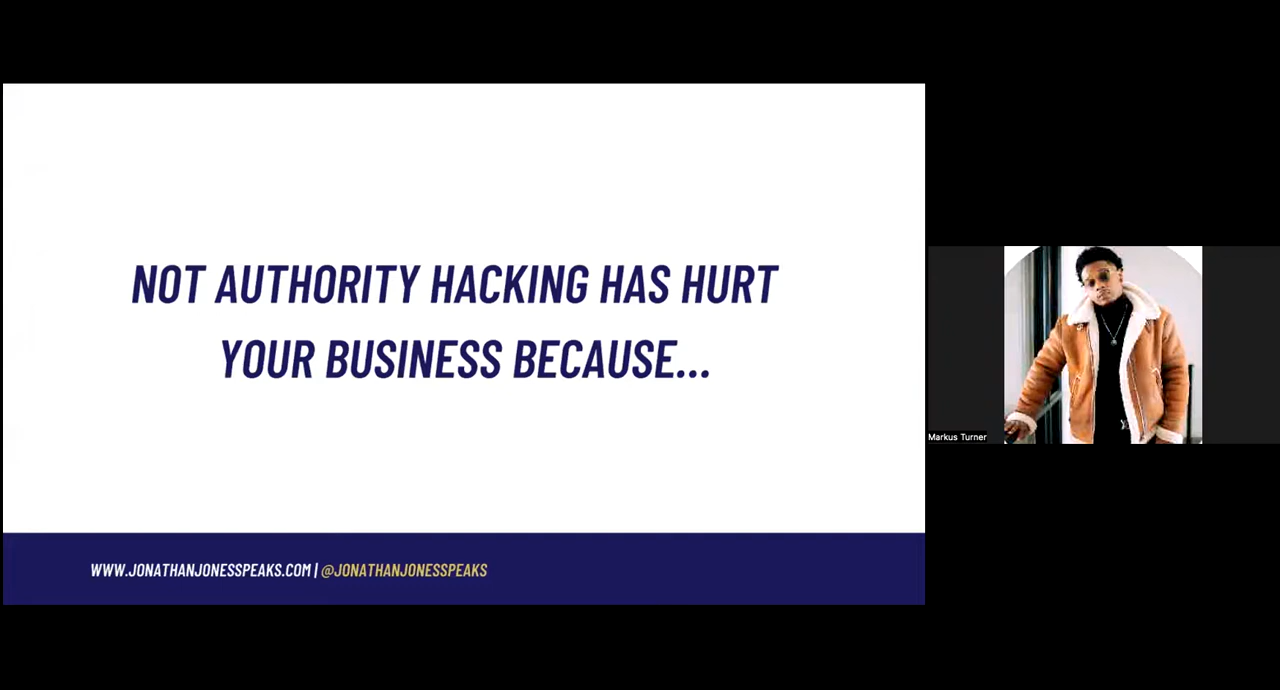 NOT AUTHORITY HACKING HAS HURT
YOUR BUSINESS BECAUSE...
WWW.JONATHANJONESSPEAKS.COM | @JONATHANJONESSPEAKS
Markus Turner